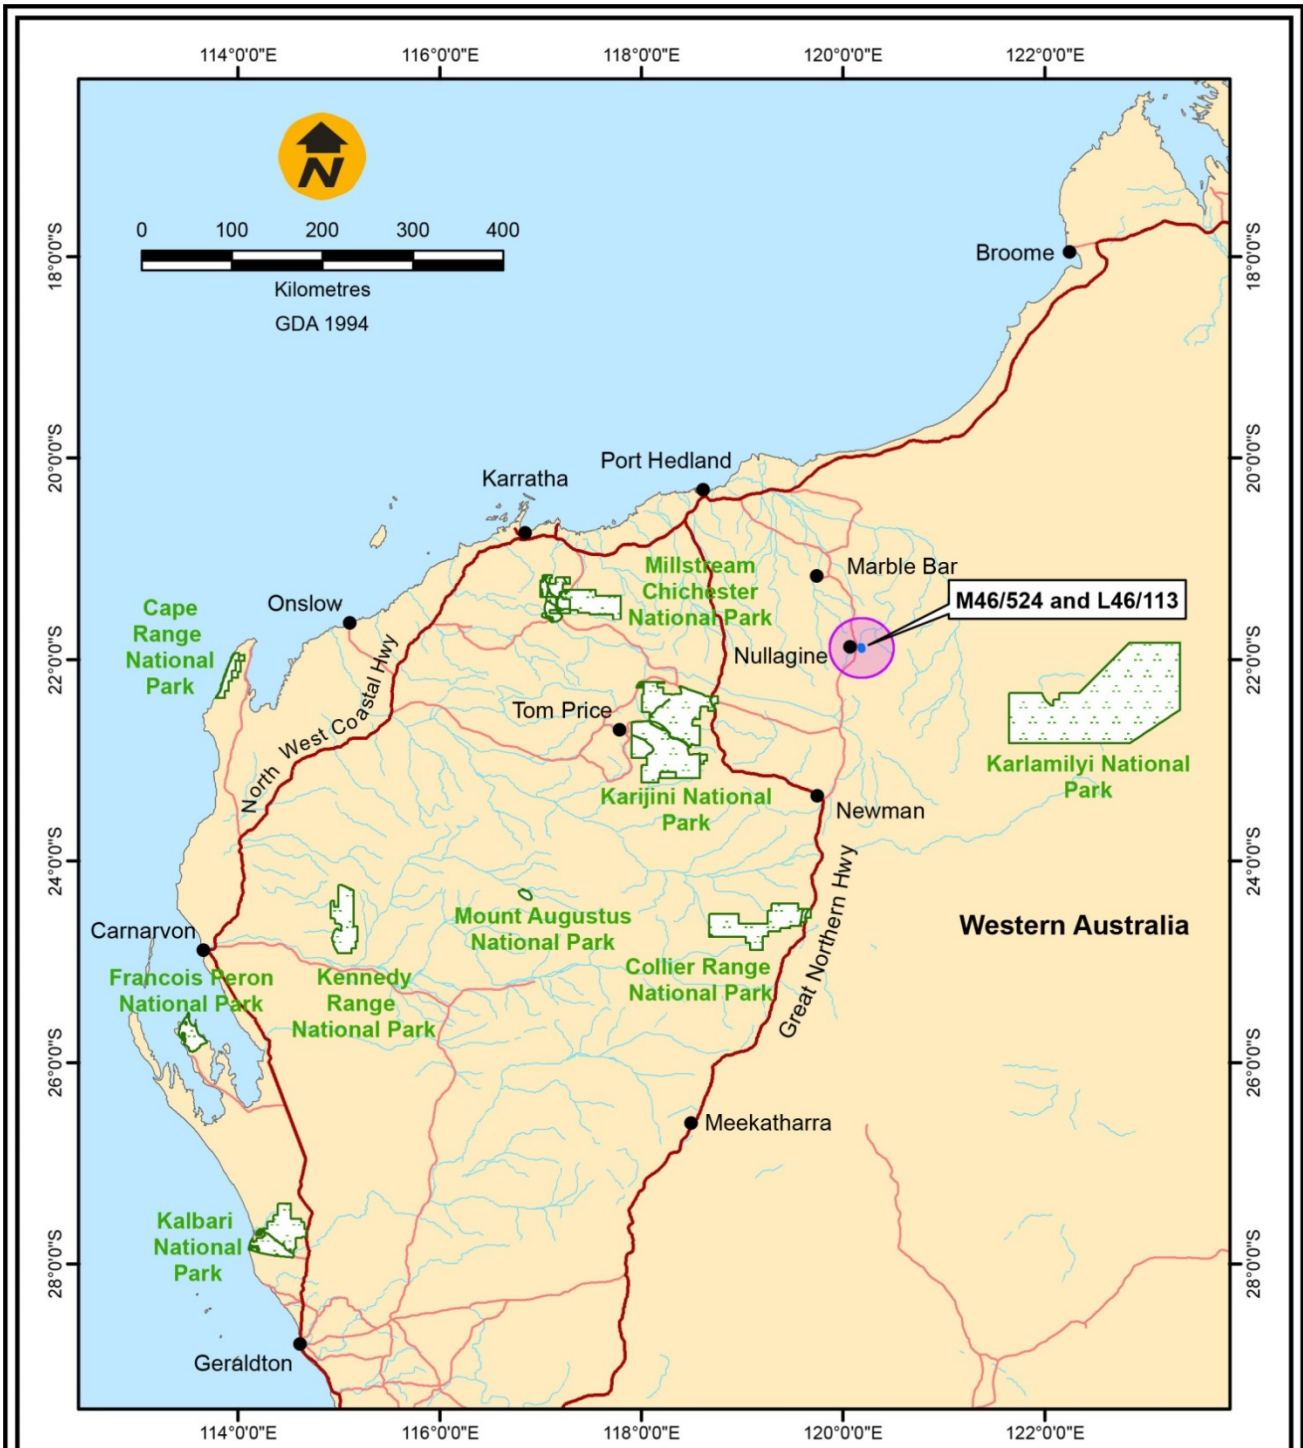 114°0'0"E 116°0'0"E 118°0'0"E 120°0'0"E 122°0'0"E
N
0 100 200 300 400
Kilometres
GDA 1994
18°0'0"S
18°0'0"S
Broome
20°0'0"S
20°0'0"S
Port Hedland
Karratha
Marble Bar
Millstream
Chichester
National Park
M46/524 and L46/113
Onslow
Cape
Range
National
Park
Nullagine
22°0'0"S
22°0'0"S
North West Coastal Hwy
Tom Price
Karijini National
Park
Karlamilyi National
Park
Newman
24°0'0"S
24°0'0"S
Great Northern Hwy
Mount Augustus
National Park
Western Australia
Carnarvon
Collier Range
National Park
Francois Peron
National Park
Kennedy
Range
National Park
26°0'0"S
26°0'0"S
Meekatharra
Kalbari
National
Park
28°0'0"S
28°0'0"S
Geraldton
114°0'0"E 116°0'0"E 118°0'0"E 120°0'0"E 122°0'0"E